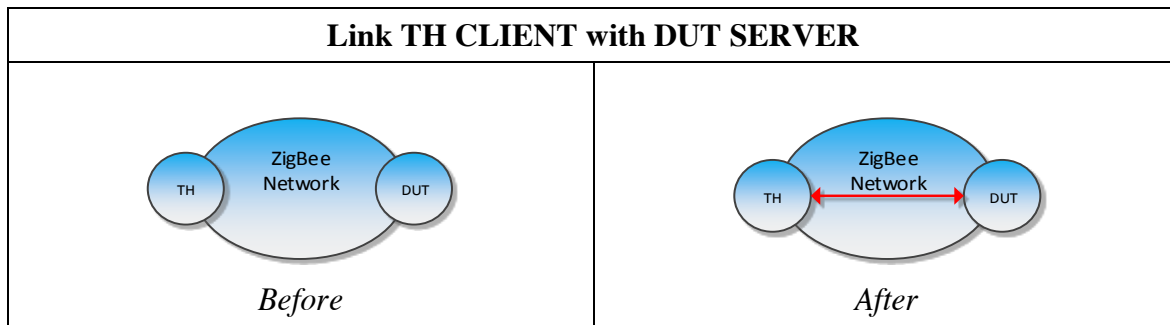 Link TH CLIENT with DUT SERVER
ZigBee
Network
TH
DUT
Before
ZigBee
Network
TH
DUT
After